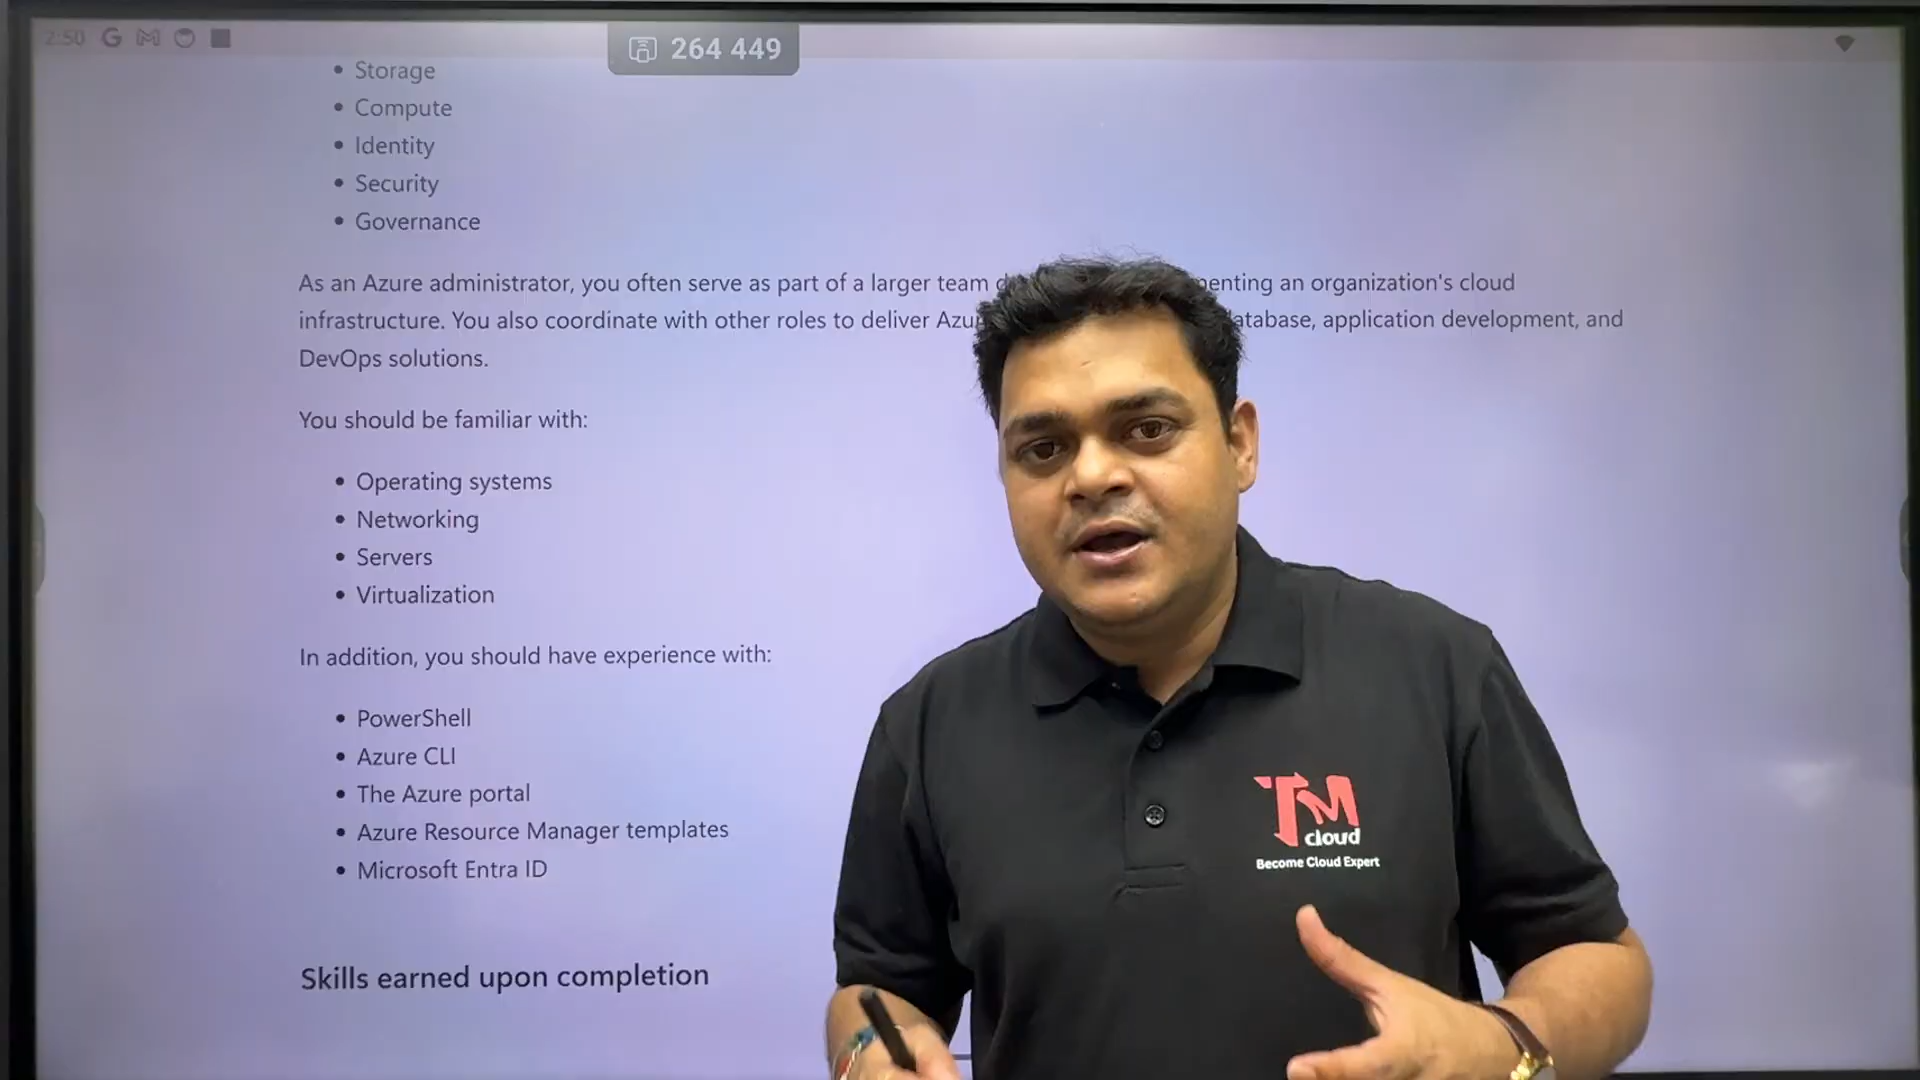 2:50 G M 264 449
• Storage
• Compute
• Identity
• Security
• Governance
As an Azure administrator, you often serve as part of a larger team an organization's cloud
infrastructure. You also coordinate with other roles to deliver application development, and
DevOps solutions.
You should be familiar with:
• Operating systems
• Networking
• Servers
• Virtualization
In addition, you should have experience with:
• PowerShell
• Azure CLI
• The Azure portal
• Azure Resource Manager templates
• Microsoft Entra ID
Skills earned upon completion
TM
cloud
Become Cloud Expert